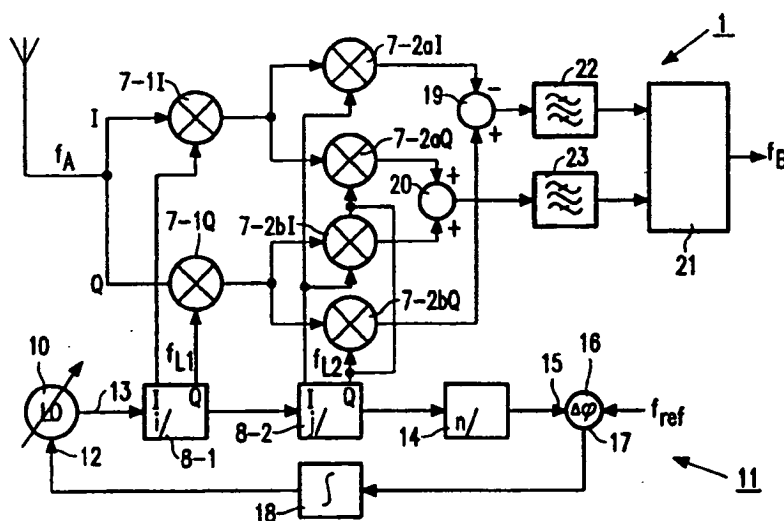 1
7-2aI
7-1I
22
19
-
+
I
f_A
7-2aQ
+
20
+
23
f_B
7-1Q
7-2bI
21
Q
7-2bQ
10
f_L1
f_L2
16
15
LO
13
I
Q
i/
I
Q
j/
n/
Δφ
f_ref
12
8-1
8-2
14
17
11
18
∫